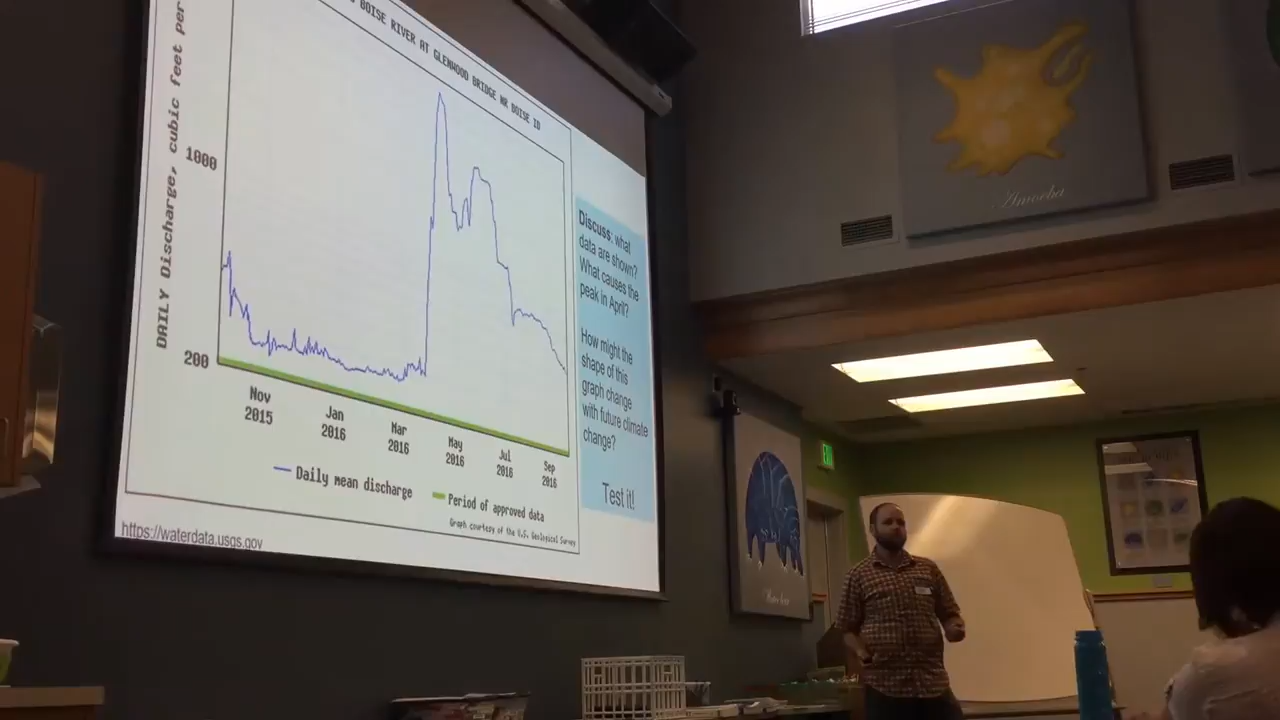 BOISE RIVER AT GLENWOOD BRIDGE NR BOISE ID
DAILY Discharge, cubic feet per
1000
200
Nov
2015
Jan
2016
Mar
2016
May
2016
Jul
2016
Sep
2016
Daily mean discharge
Period of approved data
Graph courtesy of the U.S. Geological Survey
https://waterdata.usgs.gov
Discuss: what
data are shown?
What causes the
peak in April?
How might the
shape of this
graph change
with future climate
change?
Test it!
Amoeba